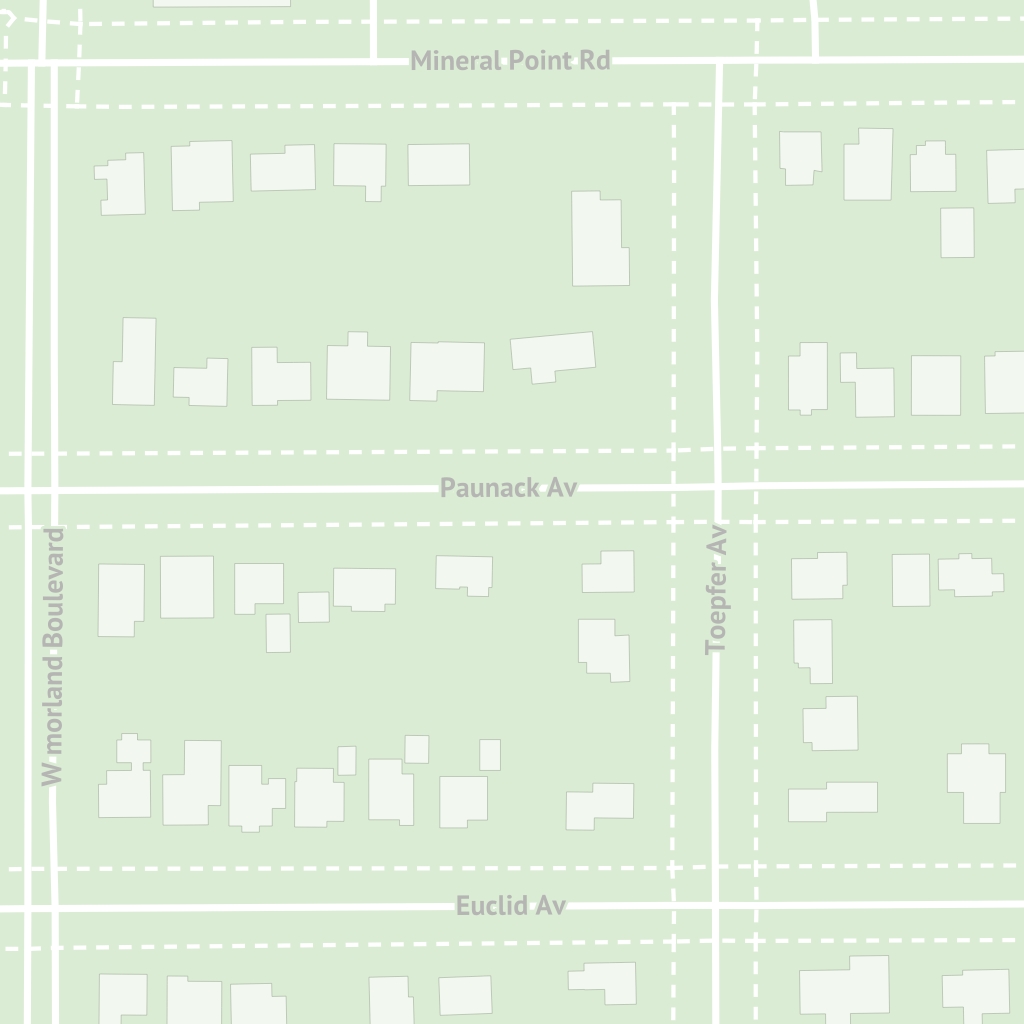 Mineral Point Rd
Paunack Av
W morland Boulevard
Toepfer Av
Euclid Av